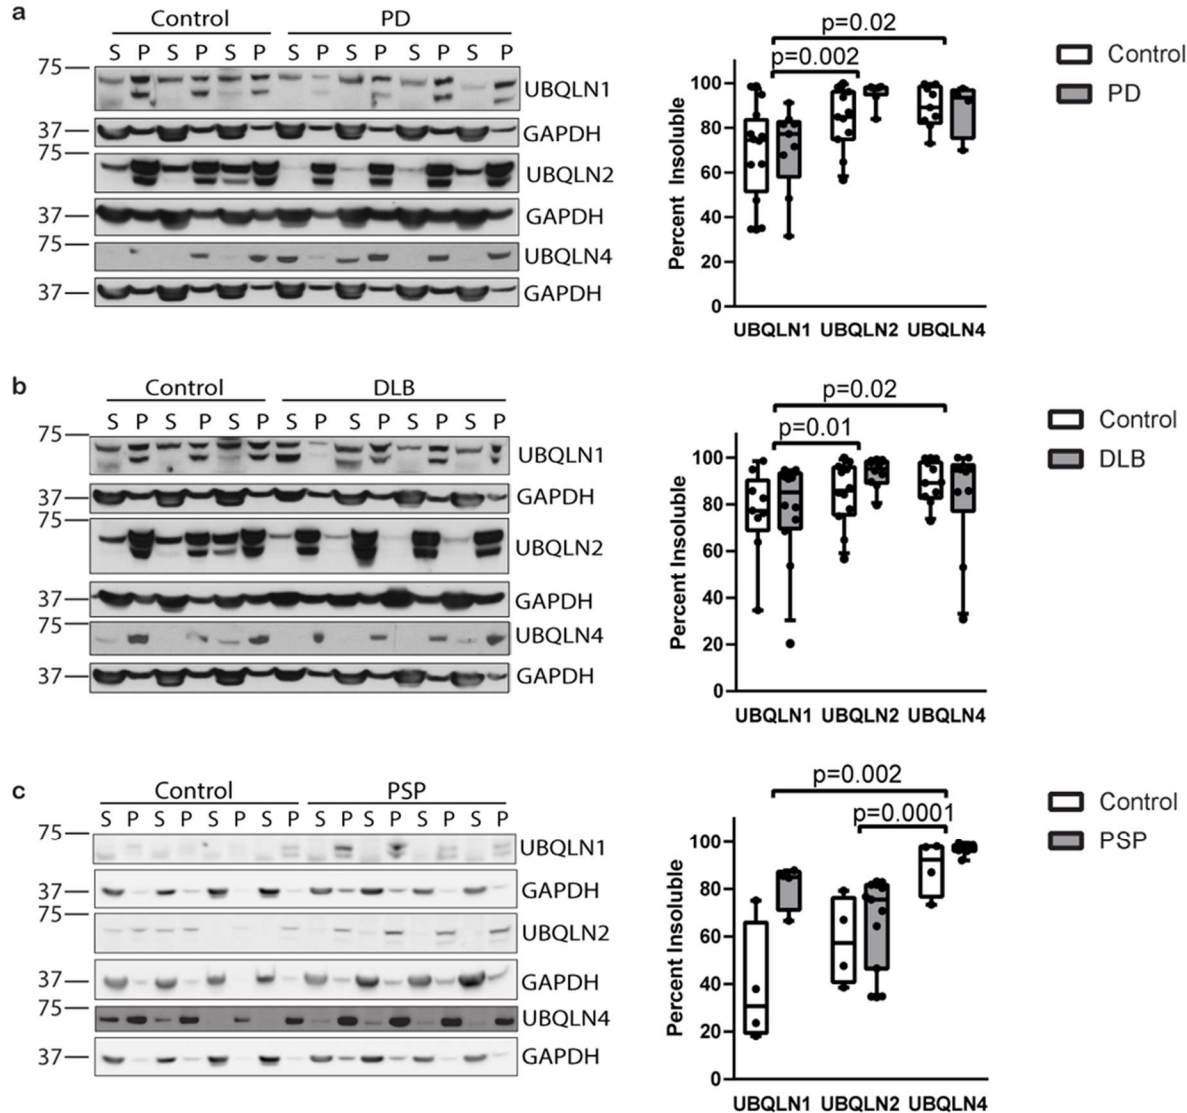 a
Control PD
S P S P S P S P S P S P S P
75
UBQLN1
37 GAPDH
75
UBQLN2
37 GAPDH
75
UBQLN4
37 GAPDH
p=0.02
p=0.002
Percent Insoluble
100
80
60
40
20
0
UBQLN1 UBQLN2 UBQLN4
Control
PD
b
Control DLB
S P S P S P S P S P S P S P
75
UBQLN1
37 GAPDH
75
UBQLN2
37 GAPDH
75
UBQLN4
37 GAPDH
p=0.02
p=0.01
Percent Insoluble
100
80
60
40
20
0
UBQLN1 UBQLN2 UBQLN4
Control
DLB
c
Control PSP
S P S P S P S P S P S P S P S P
75
UBQLN1
37 GAPDH
75
UBQLN2
37 GAPDH
75
UBQLN4
37 GAPDH
p=0.002
p=0.0001
Percent Insoluble
100
80
60
40
20
0
UBQLN1 UBQLN2 UBQLN4
Control
PSP